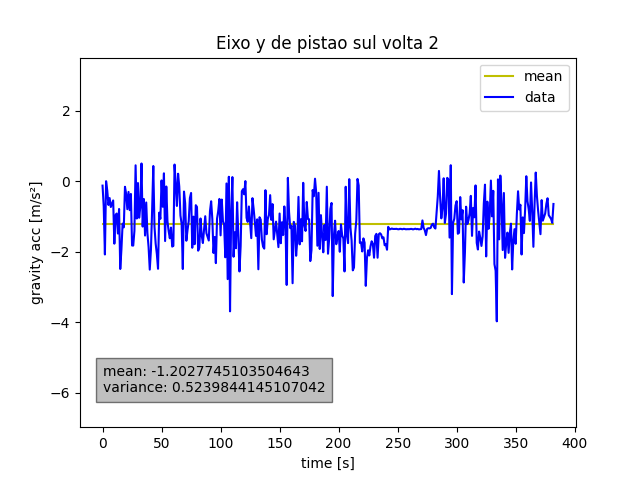 Eixo y de pistao sul volta 2
mean
data
2
0
−2
−4
−6
gravity acc [m/s²]
mean: -1.2027745103504643
variance: 0.5239844145107042
0 50 100 150 200 250 300 350 400
time [s]